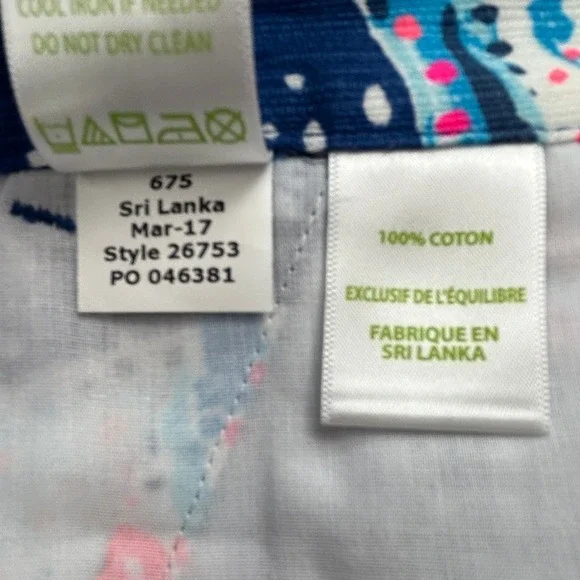 COOL IRON IF NEEDED
DO NOT DRY CLEAN
675
Sri Lanka
Mar-17
Style 26753
PO 046381
100% COTON
EXCLUSIF DE L'ÉQUILIBRE
FABRIQUE EN
SRI LANKA